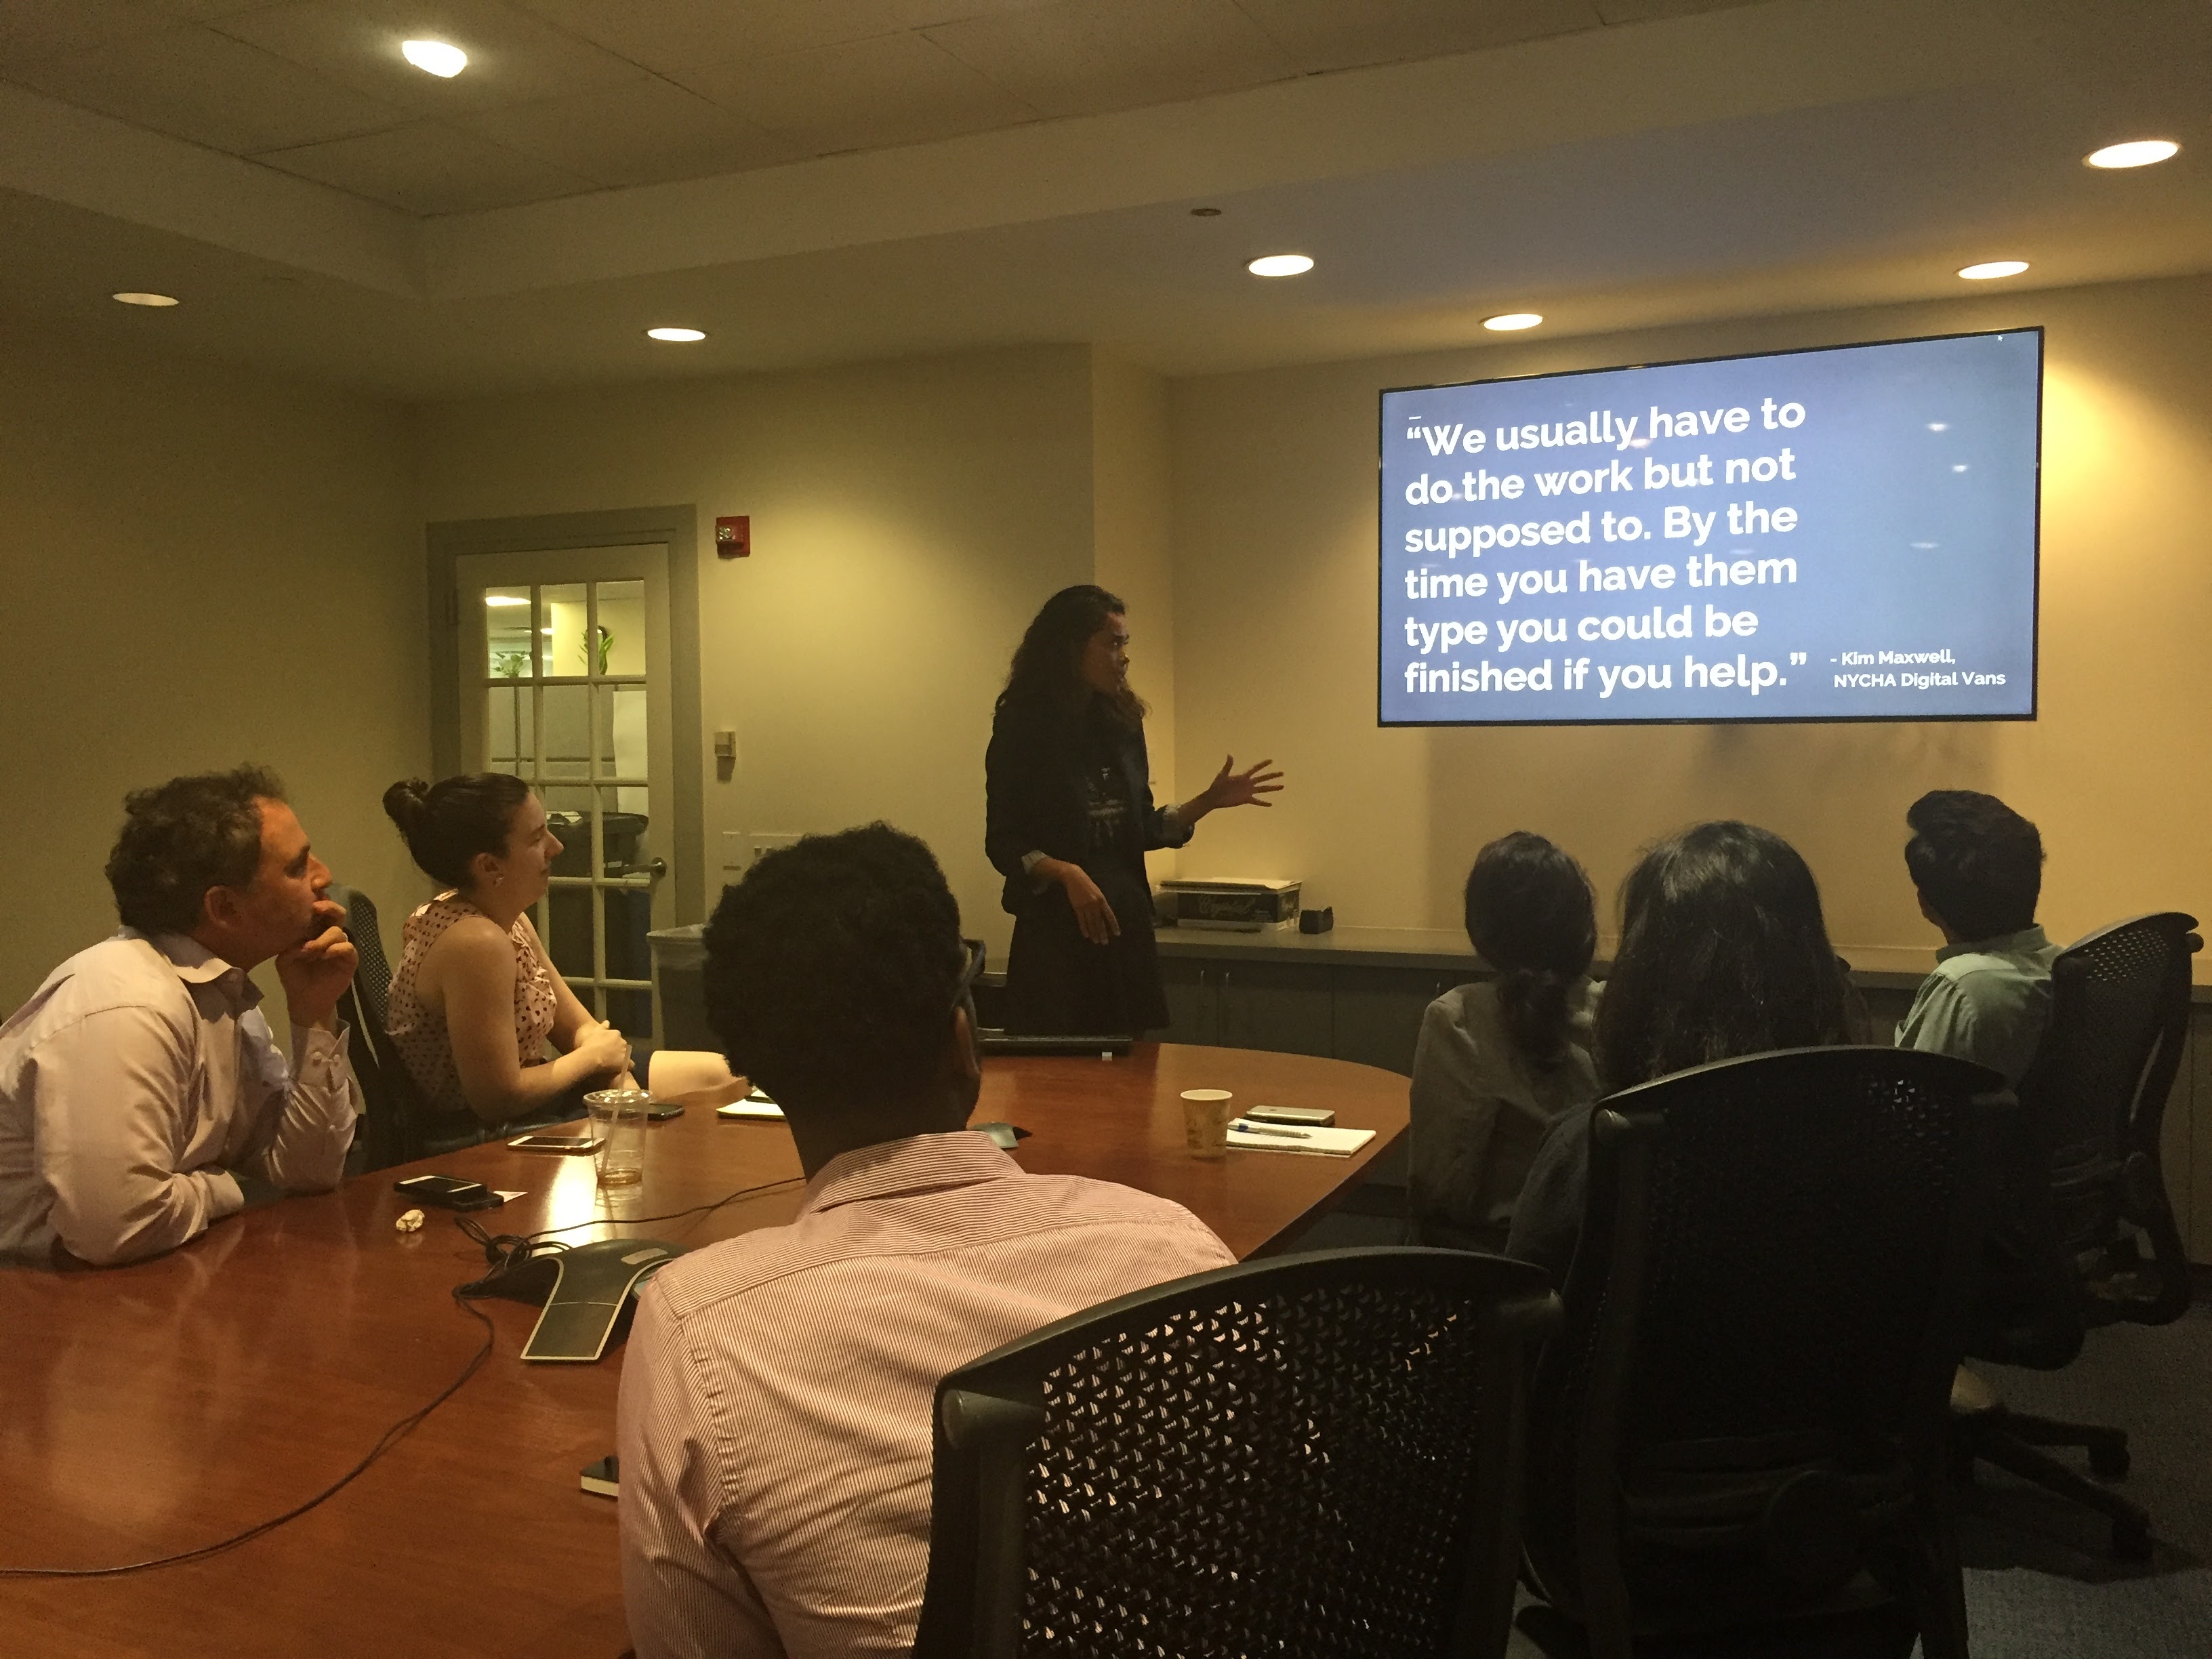 “We usually have to
do the work but not
supposed to. By the
time you have them
type you could be
finished if you help.”
- Kim Maxwell,
NYCHA Digital Vans